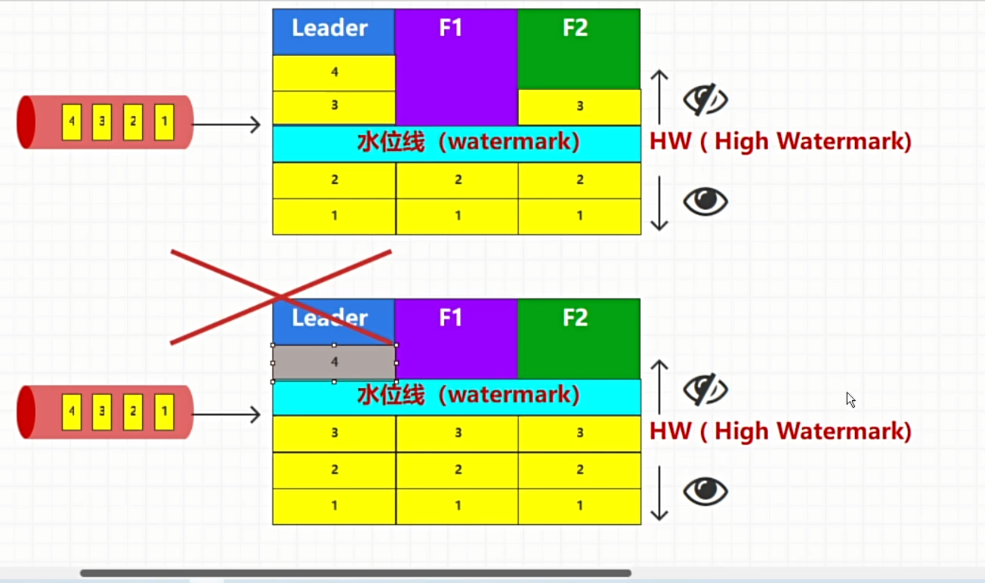 Leader F1 F2
4
4 3 2 1 3 3
水位线（watermark） HW ( High Watermark)
2 2 2
1 1 1
Leader F1 F2
4
水位线（watermark）
4 3 2 1 3 3 3 HW ( High Watermark)
2 2 2
1 1 1